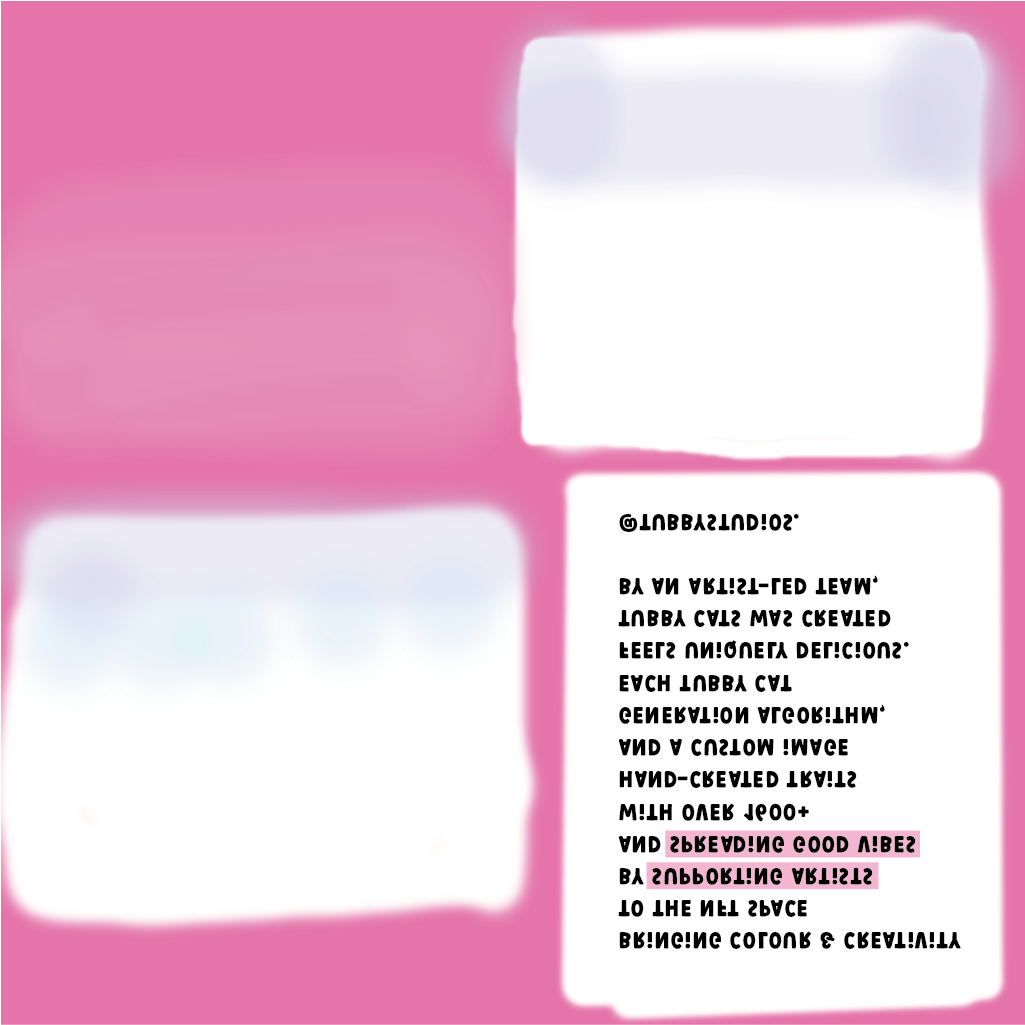 BRINGING COLOUR & CREATIVITY
TO THE NFT SPACE
BY SUPPORTING ARTISTS
AND SPREADING GOOD VIBES
WITH OVER 1600+
HAND-CREATED TRAITS
AND A CUSTOM IMAGE
GENERATION ALGORITHM,
EACH TUBBY CAT
FEELS UNIQUELY DELICIOUS.
TUBBY CATS WAS CREATED
BY AN ARTIST-LED TEAM,
@TUBBYSTUDIOS.